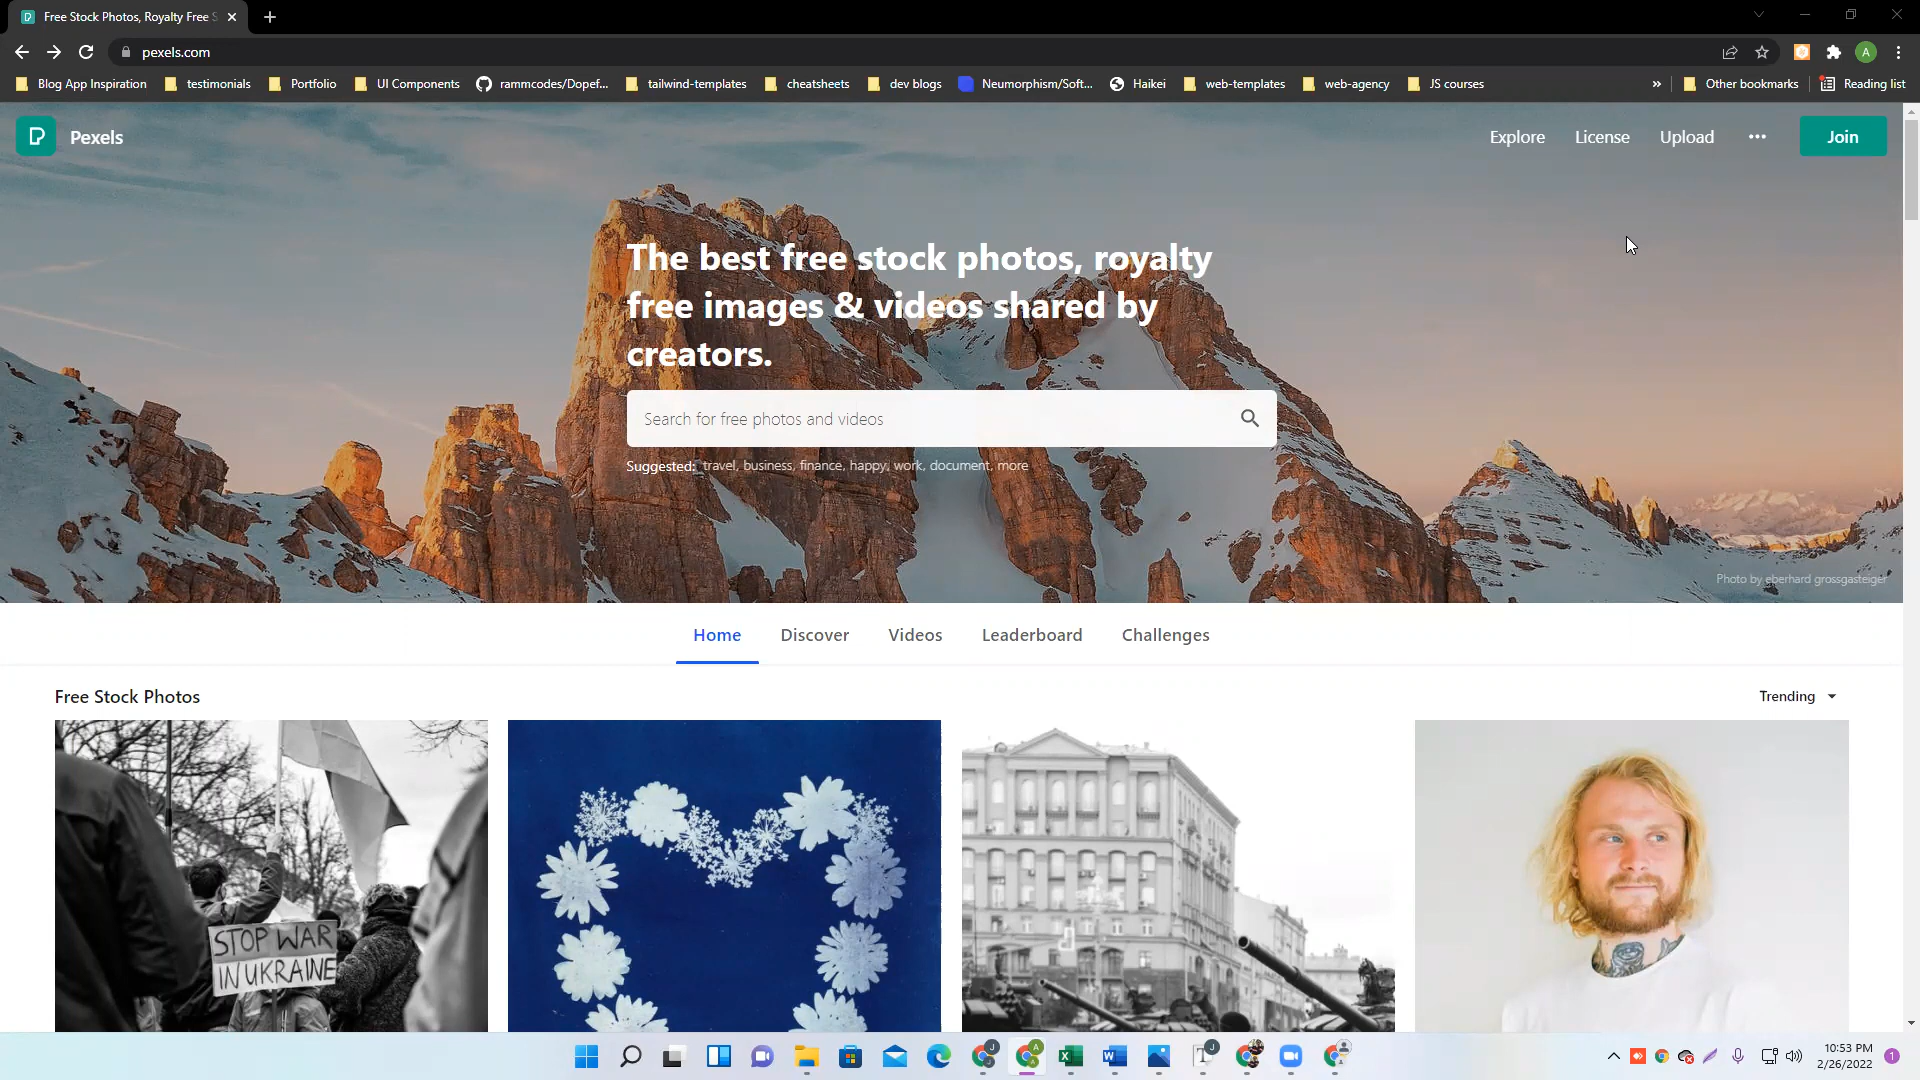 Free Stock Photos, Royalty Free S
pexels.com
A
Blog App Inspiration
testimonials
Portfolio
UI Components
rammcodes/Dopef...
tailwind-templates
cheatsheets
dev blogs
Neumorphism/Soft...
Haikei
web-templates
web-agency
JS courses
»
Other bookmarks
Reading list
Pexels
Explore
License
Upload
Join
The best free stock photos, royalty
free images & videos shared by
creators.
Search for free photos and videos
Suggested: travel, business, finance, happy, work, document, more
Photo by eberhard grossgasteiger
Home
Discover
Videos
Leaderboard
Challenges
Free Stock Photos
Trending
STOP WAR
IN UKRAINE
10:53 PM
2/26/2022
1